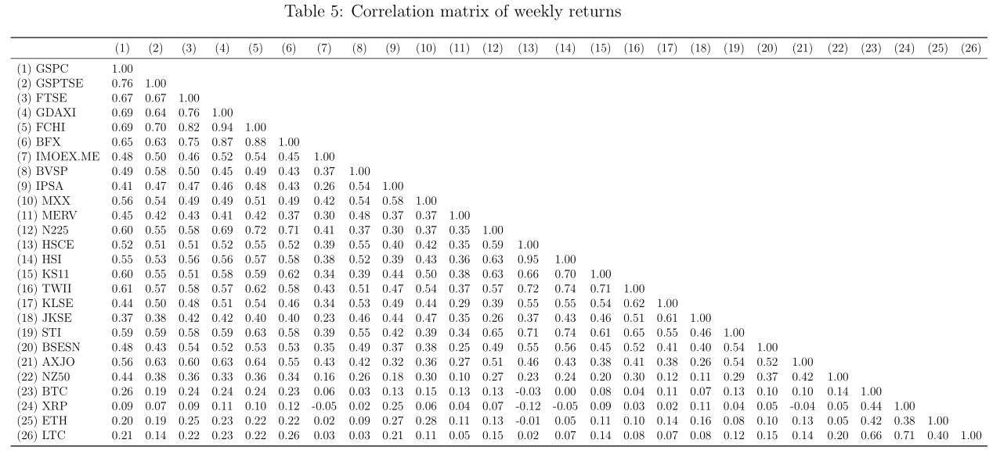 Table 5: Correlation matrix of weekly returns
(1) (2) (3) (4) (5) (6) (7) (8) (9) (10) (11) (12) (13) (14) (15) (16) (17) (18) (19) (20) (21) (22) (23) (24) (25) (26)
(1) GSPC 1.00
(2) GSPTSE 0.76 1.00
(3) FTSE 0.67 0.67 1.00
(4) GDAXI 0.69 0.64 0.76 1.00
(5) FCHI 0.69 0.70 0.82 0.94 1.00
(6) BFX 0.65 0.63 0.75 0.87 0.88 1.00
(7) IMOEX.ME 0.48 0.50 0.46 0.52 0.54 0.45 1.00
(8) BVSP 0.49 0.58 0.50 0.45 0.49 0.43 0.37 1.00
(9) IPSA 0.41 0.47 0.47 0.46 0.48 0.43 0.26 0.54 1.00
(10) MXX 0.56 0.54 0.49 0.49 0.51 0.49 0.42 0.54 0.58 1.00
(11) MERV 0.45 0.42 0.43 0.41 0.42 0.37 0.30 0.48 0.37 0.37 1.00
(12) N225 0.60 0.55 0.58 0.69 0.72 0.71 0.41 0.37 0.30 0.37 0.35 1.00
(13) HSCE 0.52 0.51 0.51 0.52 0.55 0.52 0.39 0.55 0.40 0.42 0.35 0.59 1.00
(14) HSI 0.55 0.53 0.56 0.56 0.57 0.58 0.38 0.52 0.39 0.43 0.36 0.63 0.95 1.00
(15) KS11 0.60 0.55 0.51 0.58 0.59 0.62 0.34 0.39 0.44 0.50 0.38 0.63 0.66 0.70 1.00
(16) TWII 0.61 0.57 0.58 0.57 0.62 0.58 0.43 0.51 0.47 0.54 0.37 0.57 0.72 0.74 0.71 1.00
(17) KLSE 0.44 0.50 0.48 0.51 0.54 0.46 0.34 0.53 0.49 0.44 0.29 0.39 0.55 0.55 0.54 0.62 1.00
(18) JKSE 0.37 0.38 0.42 0.42 0.40 0.40 0.23 0.46 0.44 0.47 0.35 0.26 0.37 0.43 0.46 0.51 0.61 1.00
(19) STI 0.59 0.59 0.58 0.59 0.63 0.58 0.39 0.55 0.42 0.39 0.34 0.65 0.71 0.74 0.61 0.65 0.55 0.46 1.00
(20) BSESN 0.48 0.43 0.54 0.52 0.53 0.53 0.35 0.49 0.37 0.38 0.25 0.49 0.55 0.56 0.45 0.52 0.41 0.40 0.54 1.00
(21) AXJO 0.56 0.63 0.60 0.63 0.64 0.55 0.43 0.42 0.32 0.36 0.27 0.51 0.46 0.43 0.38 0.41 0.38 0.26 0.54 0.52 1.00
(22) NZ50 0.44 0.38 0.36 0.33 0.36 0.34 0.16 0.26 0.18 0.30 0.10 0.27 0.23 0.24 0.20 0.30 0.12 0.11 0.29 0.37 0.42 1.00
(23) BTC 0.26 0.19 0.24 0.24 0.24 0.23 0.06 0.03 0.13 0.15 0.13 0.13 -0.03 0.00 0.08 0.04 0.11 0.07 0.13 0.10 0.10 0.14 1.00
(24) XRP 0.09 0.07 0.09 0.11 0.10 0.12 -0.05 0.02 0.25 0.06 0.04 0.07 -0.12 -0.05 0.09 0.03 0.02 0.11 0.04 0.05 -0.04 0.05 0.44 1.00
(25) ETH 0.20 0.19 0.25 0.23 0.22 0.22 0.02 0.09 0.27 0.28 0.11 0.13 -0.01 0.05 0.11 0.10 0.14 0.16 0.08 0.10 0.13 0.05 0.42 0.38 1.00
(26) LTC 0.21 0.14 0.22 0.23 0.22 0.26 0.03 0.03 0.21 0.11 0.05 0.15 0.02 0.07 0.14 0.08 0.07 0.08 0.12 0.15 0.14 0.20 0.66 0.71 0.40 1.00